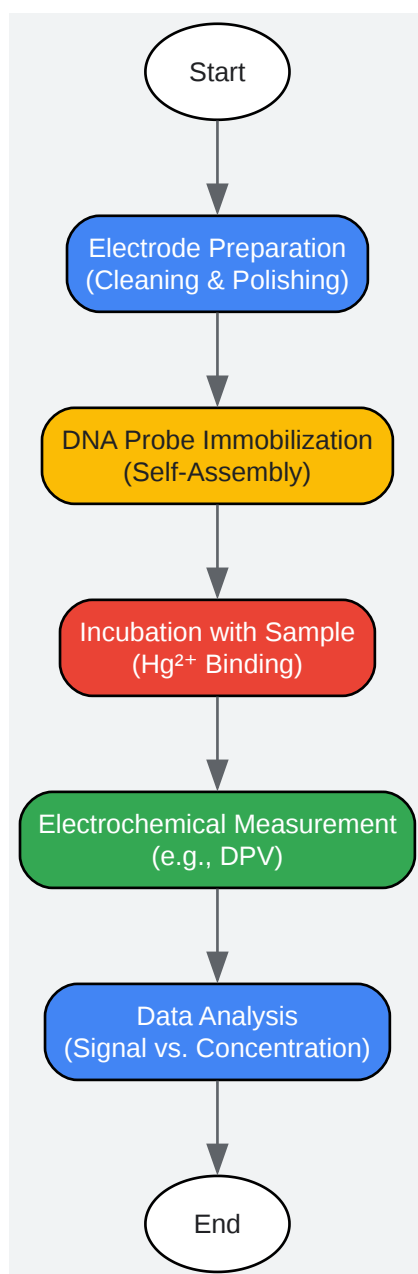 Start
Electrode Preparation
(Cleaning & Polishing)
DNA Probe Immobilization
(Self-Assembly)
Incubation with Sample
(Hg²⁺ Binding)
Electrochemical Measurement
(e.g., DPV)
Data Analysis
(Signal vs. Concentration)
End